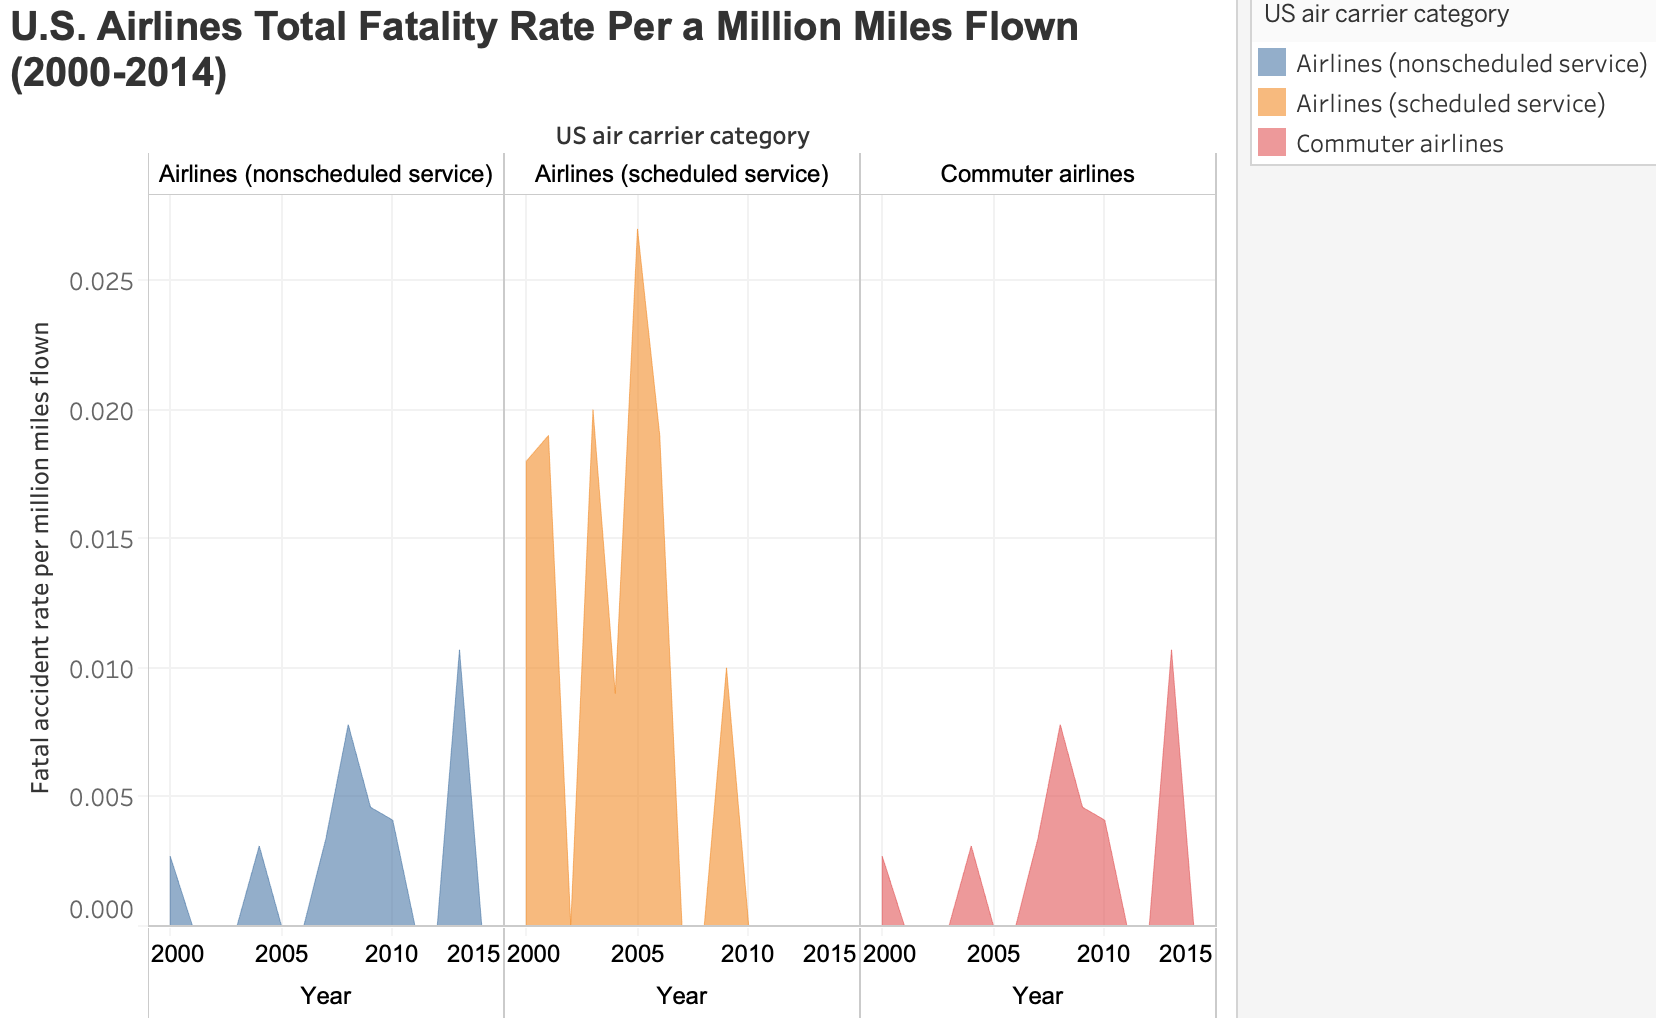 U.S. Airlines Total Fatality Rate Per a Million Miles Flown
(2000-2014)
US air carrier category
Airlines (nonscheduled service)
Airlines (scheduled service)
Commuter airlines
US air carrier category
Airlines (nonscheduled service)
Airlines (scheduled service)
Commuter airlines
Fatal accident rate per million miles flown
0.025
0.020
0.015
0.010
0.005
0.000
2000 2005 2010 2015 2000 2005 2010 2015 2000 2005 2010 2015
Year Year Year